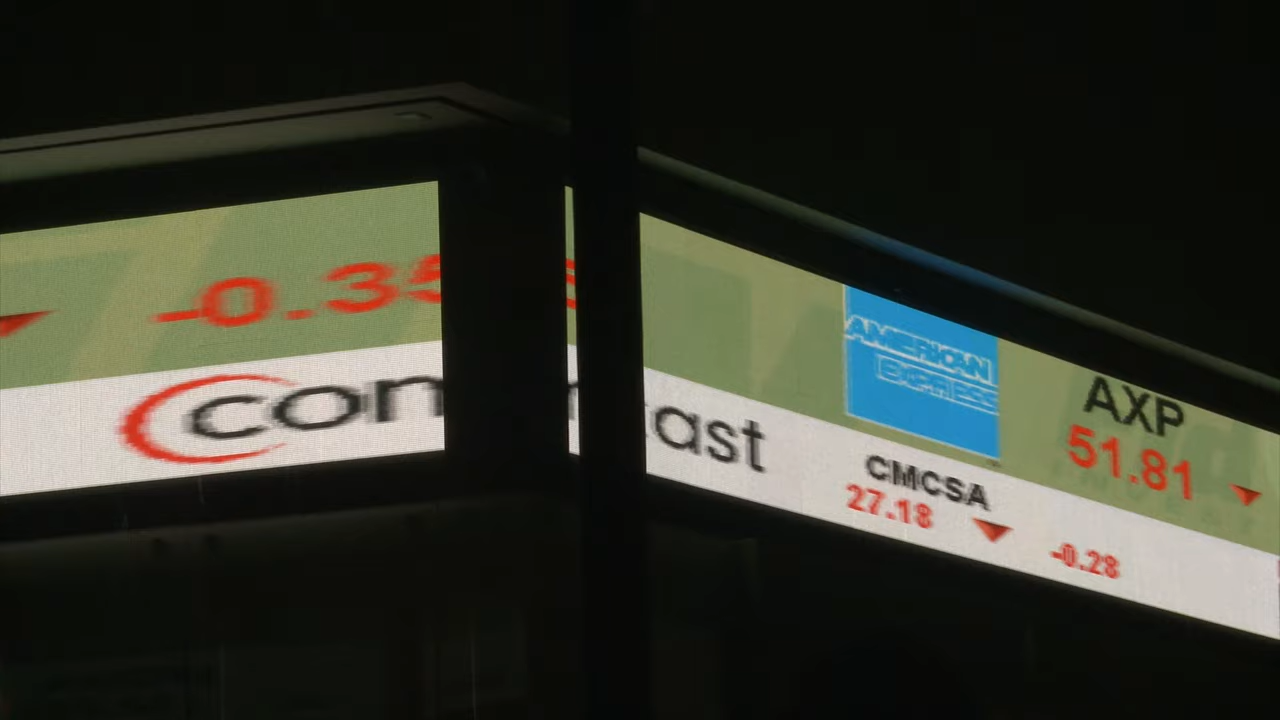 -0.35
comcast
AMERICAN
EXPRESS
AXP
51.81
CMCSA
27.18
-0.28